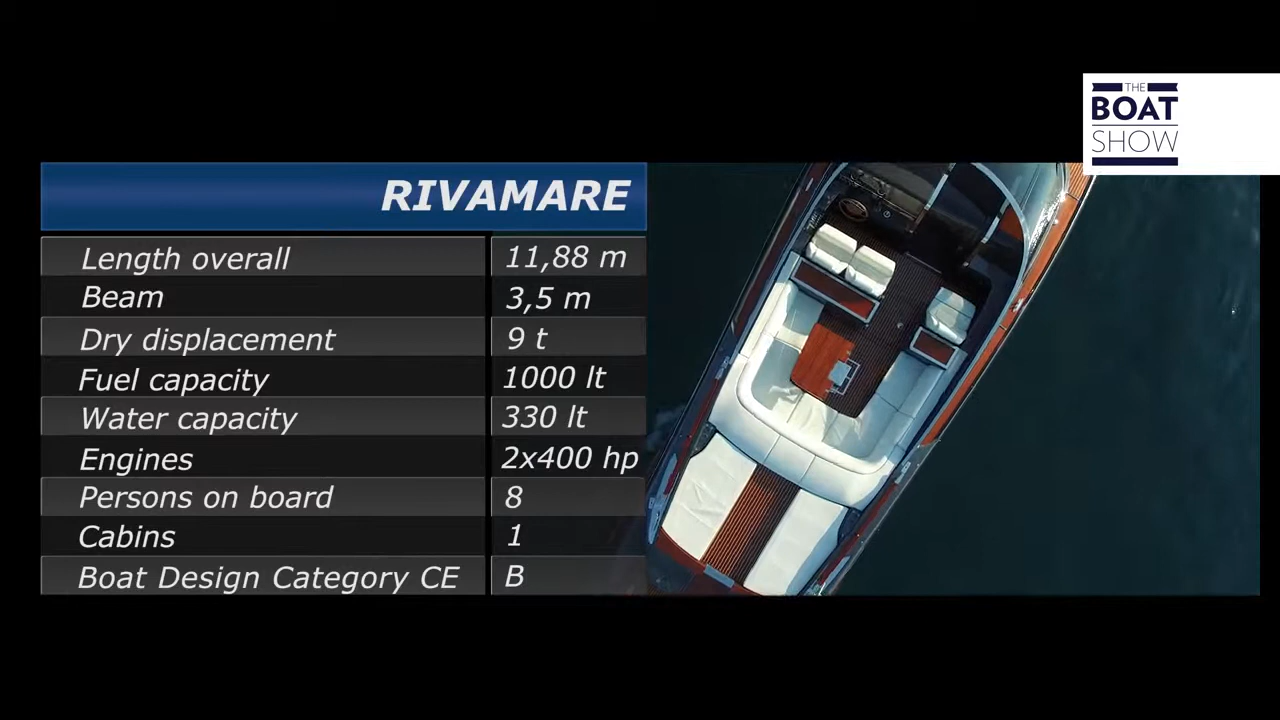 THE
BOAT
SHOW
RIVAMARE
Length overall 11,88 m
Beam 3,5 m
Dry displacement 9 t
Fuel capacity 1000 lt
Water capacity 330 lt
Engines 2x400 hp
Persons on board 8
Cabins 1
Boat Design Category CE B